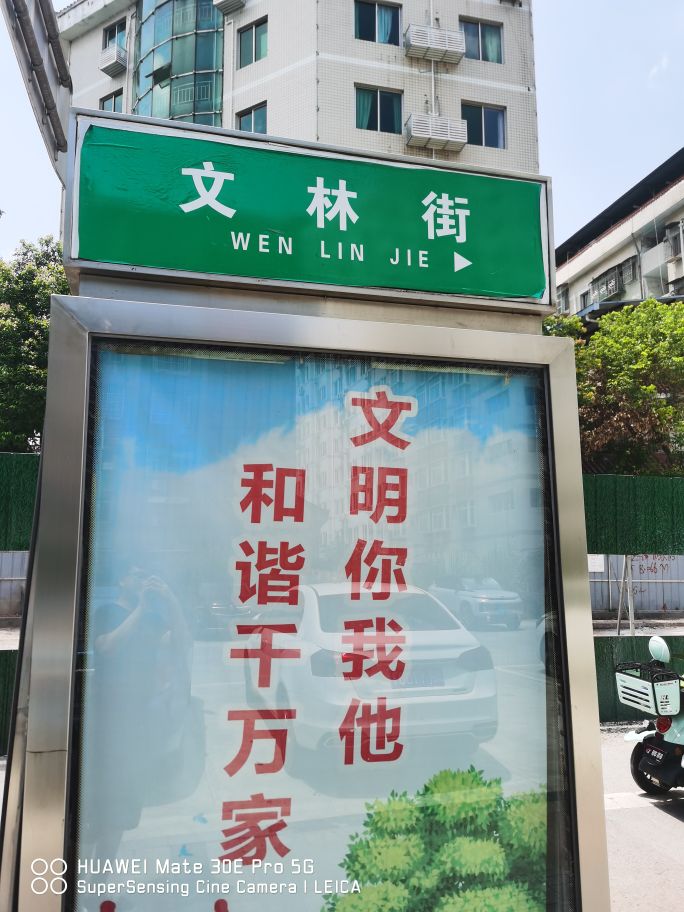 文林街
WEN LIN JIE ▶
文明你我他
和谐千万家
HUAWEI Mate 30E Pro 5G
SuperSensing Cine Camera | LEICA